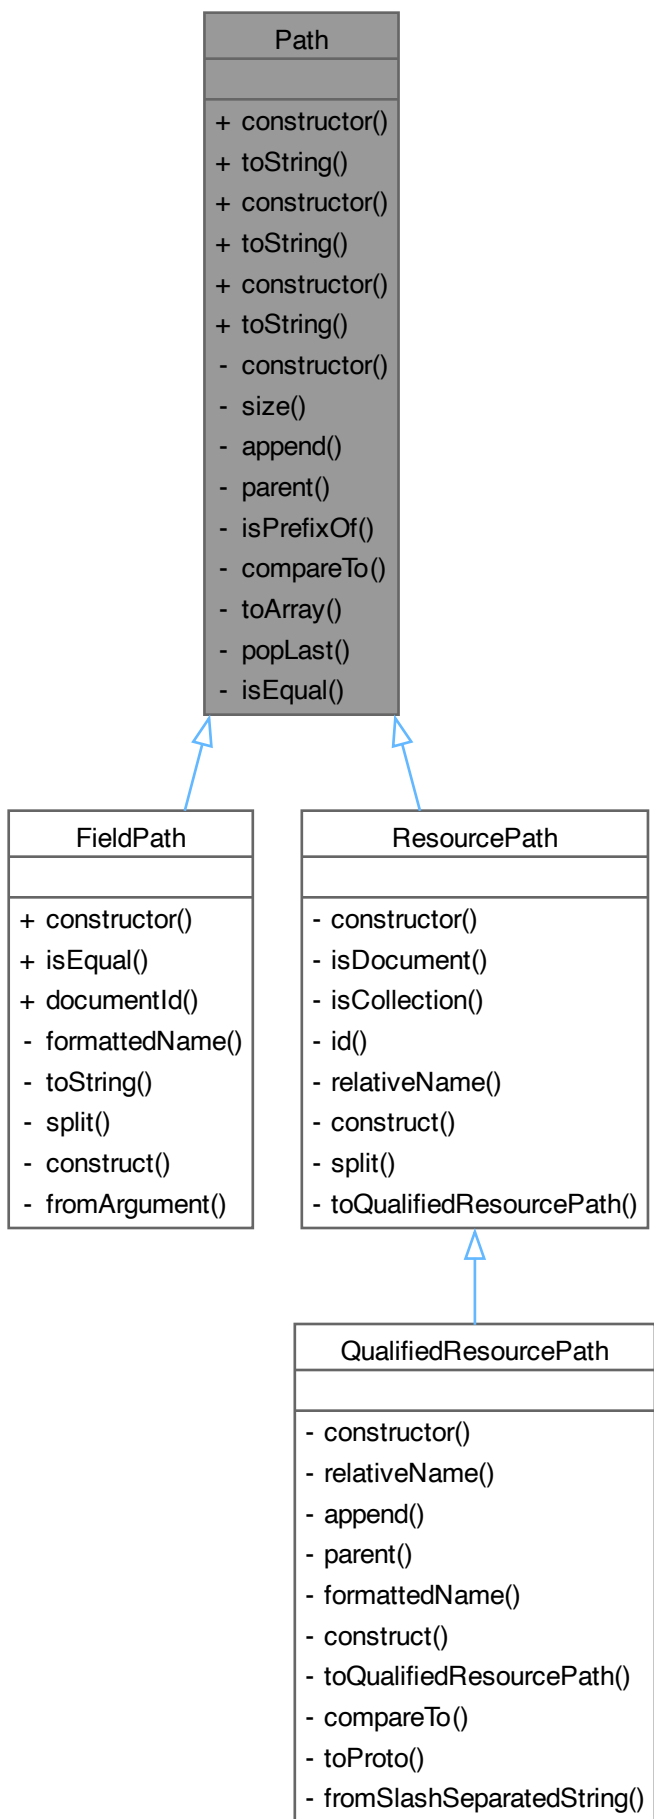 Path
+ constructor()
+ toString()
+ constructor()
+ toString()
+ constructor()
+ toString()
- constructor()
- size()
- append()
- parent()
- isPrefixOf()
- compareTo()
- toArray()
- popLast()
- isEqual()
FieldPath
+ constructor()
+ isEqual()
+ documentId()
- formattedName()
- toString()
- split()
- construct()
- fromArgument()
ResourcePath
- constructor()
- isDocument()
- isCollection()
- id()
- relativeName()
- construct()
- split()
- toQualifiedResourcePath()
QualifiedResourcePath
- constructor()
- relativeName()
- append()
- parent()
- formattedName()
- construct()
- toQualifiedResourcePath()
- compareTo()
- toProto()
- fromSlashSeparatedString()